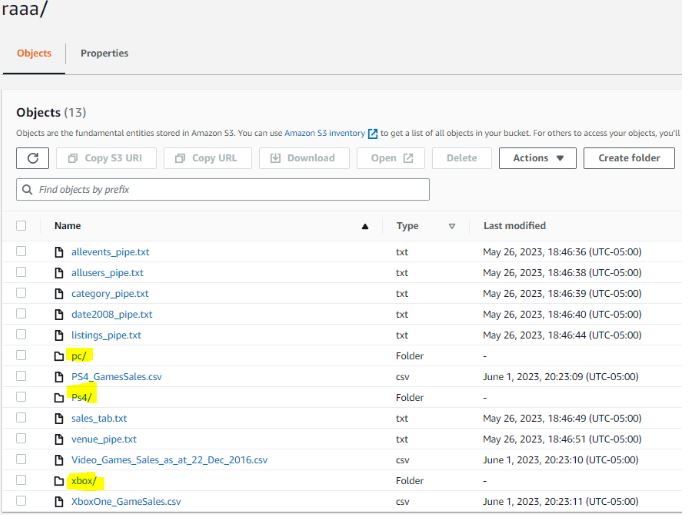 raaa/
Objects Properties
Objects (13)
Objects are the fundamental entities stored in Amazon S3. You can use Amazon S3 inventory to get a list of all objects in your bucket. For others to access your objects, you'll
Copy S3 URI Copy URL Download Open Delete Actions Create folder
Find objects by prefix
Name Type Last modified
allevents_pipe.txt txt May 26, 2023, 18:46:36 (UTC-05:00)
allusers_pipe.txt txt May 26, 2023, 18:46:38 (UTC-05:00)
category_pipe.txt txt May 26, 2023, 18:46:39 (UTC-05:00)
date2008_pipe.txt txt May 26, 2023, 18:46:40 (UTC-05:00)
listings_pipe.txt txt May 26, 2023, 18:46:44 (UTC-05:00)
pc/ Folder -
PS4_GamesSales.csv csv June 1, 2023, 20:23:09 (UTC-05:00)
Ps4/ Folder -
sales_tab.txt txt May 26, 2023, 18:46:49 (UTC-05:00)
venue_pipe.txt txt May 26, 2023, 18:46:51 (UTC-05:00)
Video_Games_Sales_as_at_22_Dec_2016.csv csv June 1, 2023, 20:23:10 (UTC-05:00)
xbox/ Folder -
XboxOne_GameSales.csv csv June 1, 2023, 20:23:11 (UTC-05:00)